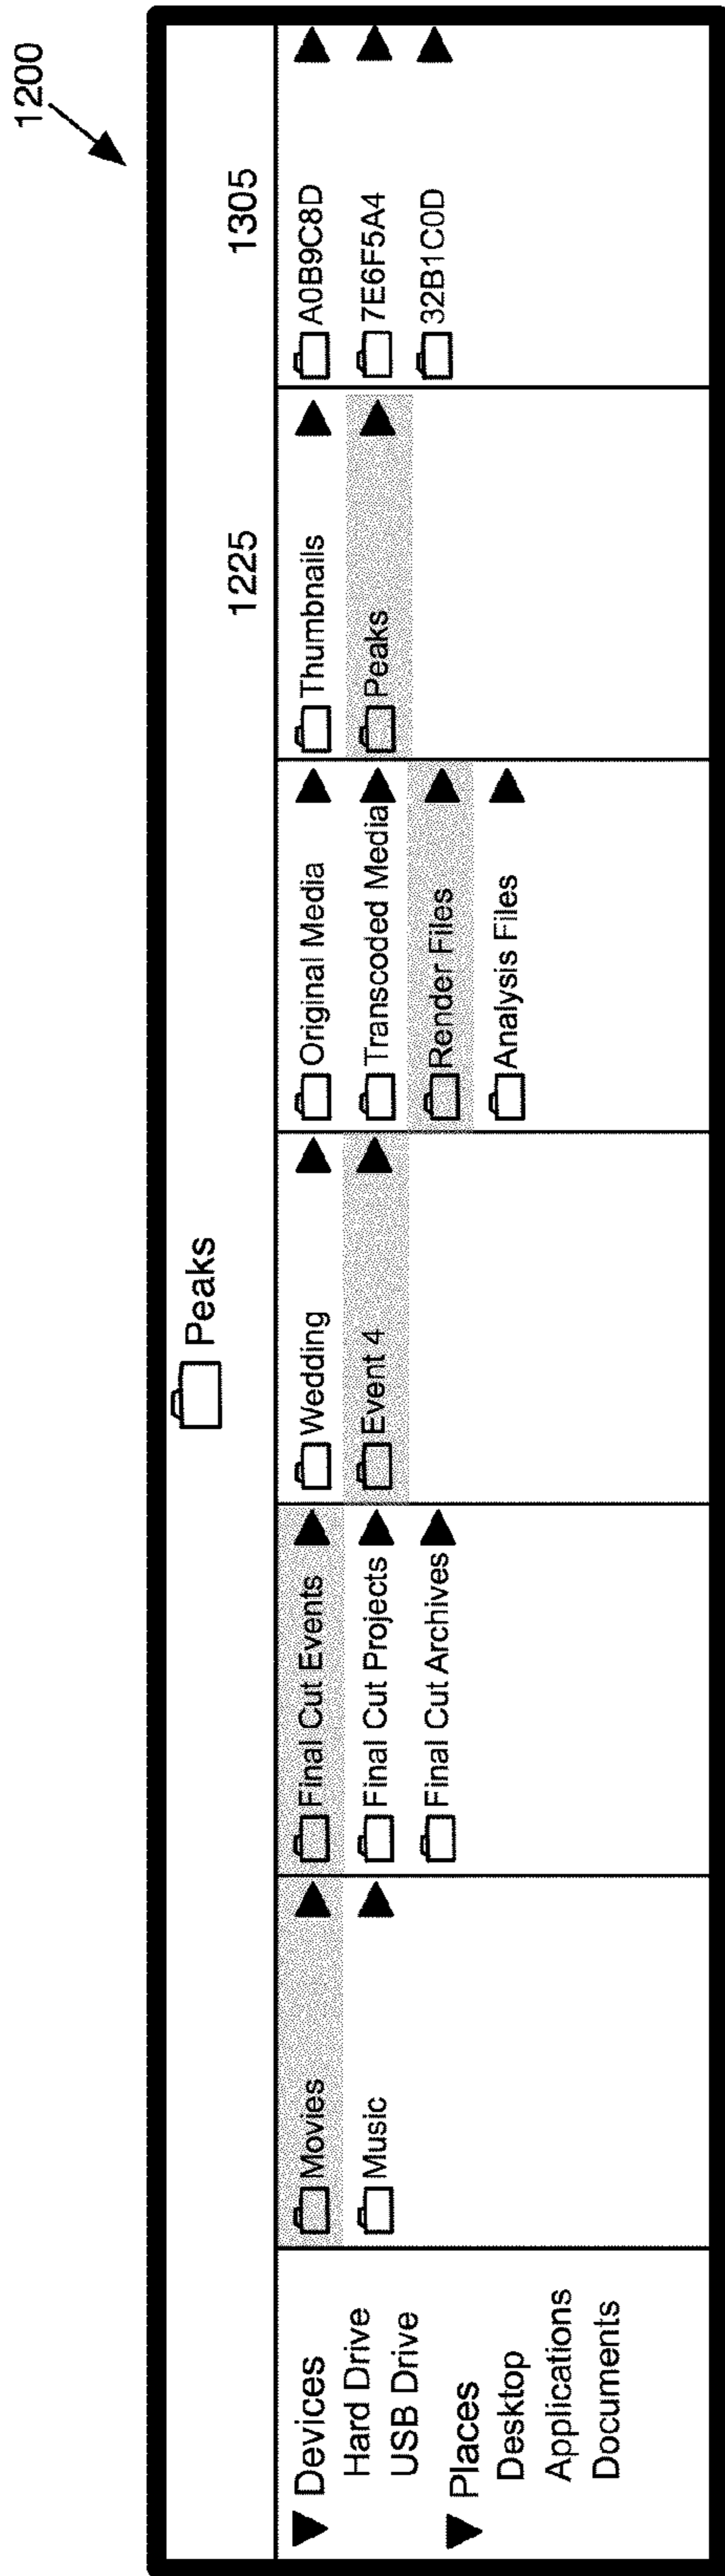 1200
Peaks
1225
1305
Devices
Hard Drive
USB Drive
Places
Desktop
Applications
Documents
Movies
Music
Final Cut Events
Final Cut Projects
Final Cut Archives
Wedding
Event 4
Original Media
Transcoded Media
Render Files
Analysis Files
Thumbnails
Peaks
A0B9C8D
7E6F5A4
32B1C0D